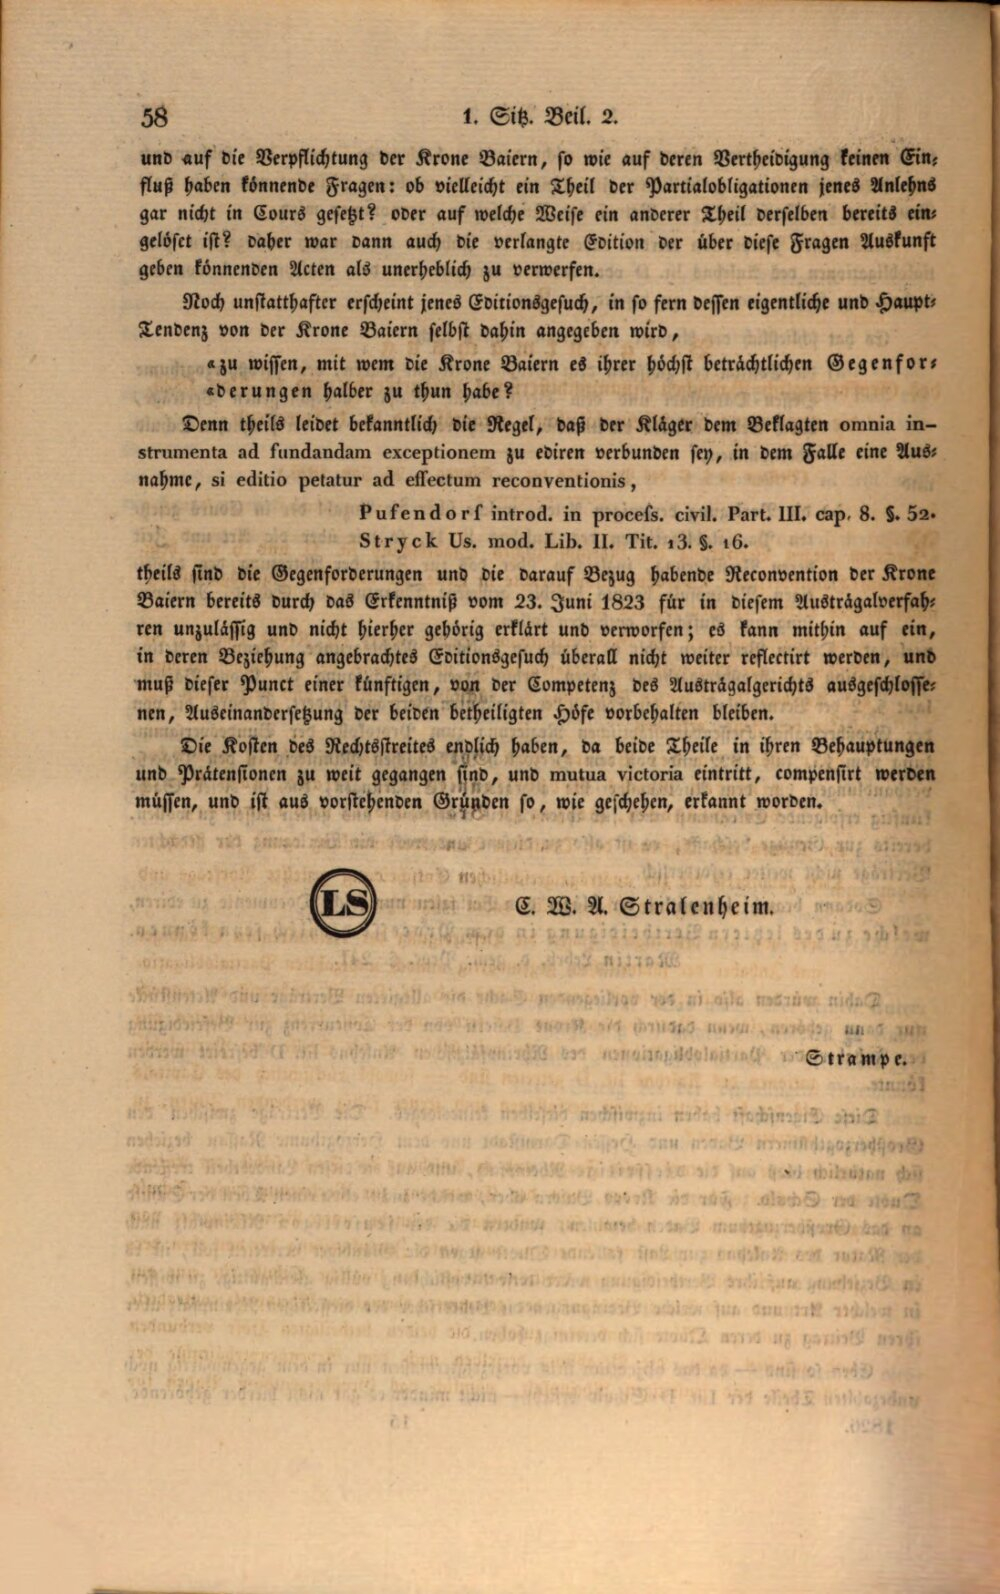 58
1. Sitz. Beil. 2.
und auf die Verpflichtung der Krone Baiern, so wie auf deren Vertheidigung keinen Ein-
fluß haben könnende Fragen: ob vielleicht ein Theil der Partialobligationen jenes Anlehns
gar nicht in Cours gesetzt? oder auf welche Weise ein anderer Theil derselben bereits ein-
gelöset ist? daher war dann auch die verlangte Edition der über diese Fragen Auskunft
geben könnenden Acten als unerheblich zu verwerfen.
Noch unstatthafter erscheint jenes Editionsgesuch, in so fern dessen eigentliche und Haupt-
Tendenz von der Krone Baiern selbst dahin angegeben wird,
«zu wissen, mit wem die Krone Baiern es ihrer höchst beträchtlichen Gegenfor-
«derungen halber zu thun habe?
Denn theils leidet bekanntlich die Regel, daß der Kläger dem Beklagten omnia in-
strumenta ad fundandam exceptionem zu ediren verbunden sey, in dem Falle eine Aus-
nahme, si editio petatur ad effectum reconventionis,
Pufendorf introd. in process. civil. Part. III. cap. 8. §. 52.
Stryck Us. mod. Lib. II. Tit. 13. §. 16.
theils sind die Gegenforderungen und die darauf Bezug habende Reconvention der Krone
Baiern bereits durch das Erkenntniß vom 23. Juni 1823 für in diesem Austrägalverfah-
ren unzulässig und nicht hierher gehörig erklärt und verworfen; es kann mithin auf ein,
in deren Beziehung angebrachtes Editionsgesuch überall nicht weiter reflectirt werden, und
muß dieser Punct einer künftigen, von der Competenz des Austrägalgerichts ausgeschlosse-
nen, Auseinandersetzung der beiden betheiligten Höfe vorbehalten bleiben.
Die Kosten des Rechtsstreites endlich haben, da beide Theile in ihren Behauptungen
und Prätensionen zu weit gegangen sind, und mutua victoria eintritt, compensirt werden
müssen, und ist aus vorstehenden Gründen so, wie geschehen, erkannt worden.
LS
C. W. A. Stralenheim.
Strampe.